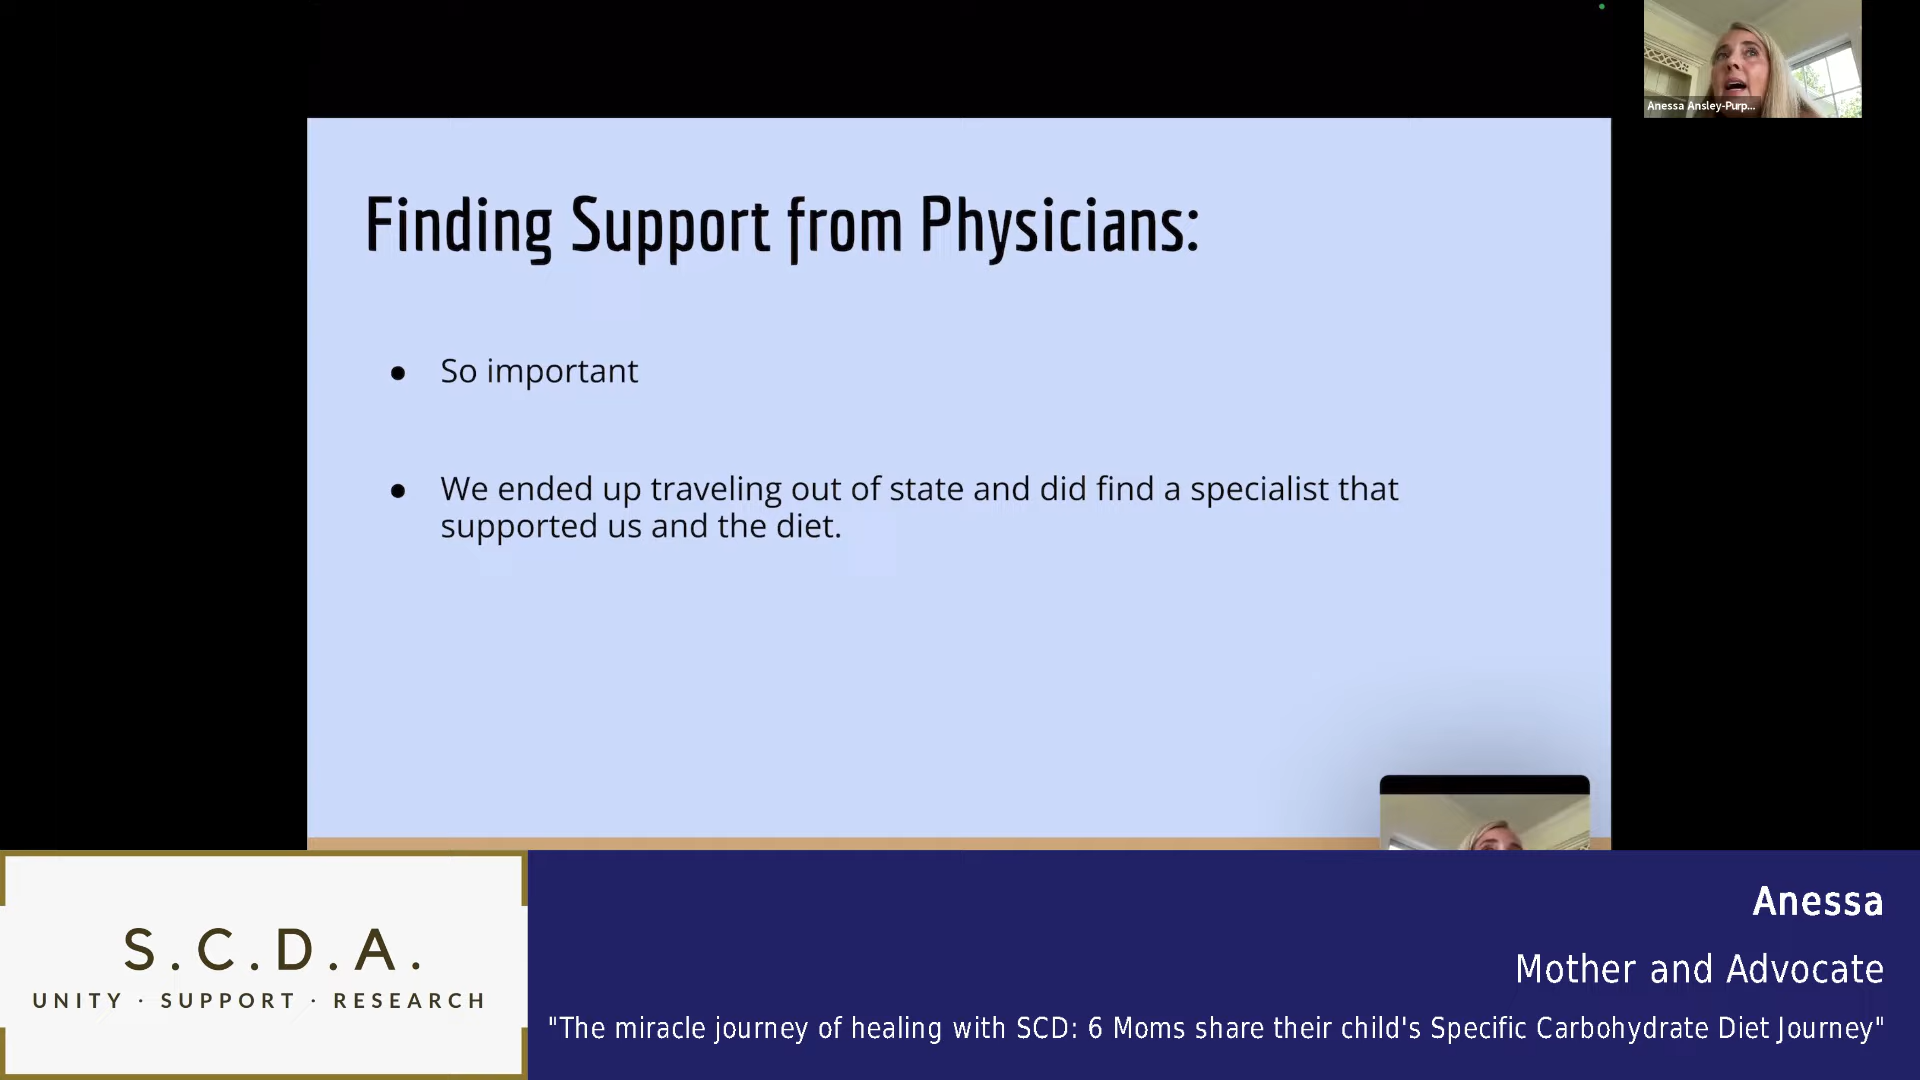 Anessa Ansley-Purp...
Finding Support from Physicians:
● So important
● We ended up traveling out of state and did find a specialist that
supported us and the diet.
S.C.D.A.
UNITY · SUPPORT · RESEARCH
Anessa
Mother and Advocate
"The miracle journey of healing with SCD: 6 Moms share their child's Specific Carbohydrate Diet Journey"